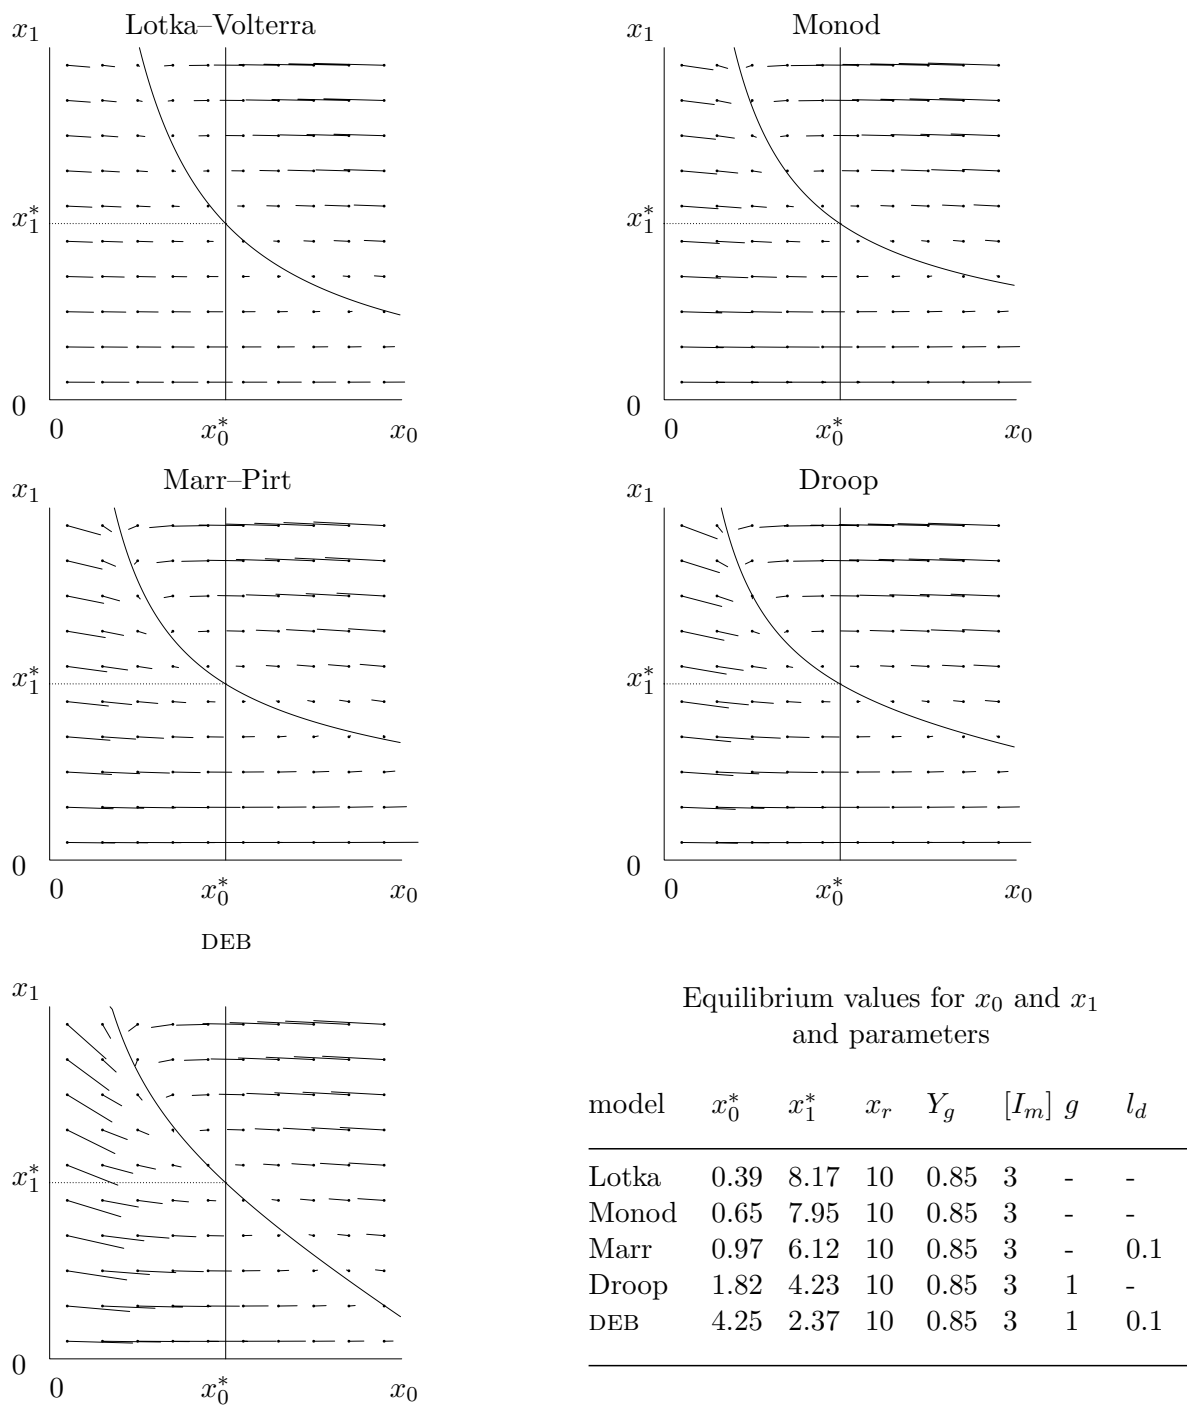 Lotka–Volterra
x₁
x₁*
0
0 x₀* x₀
Monod
x₁
x₁*
0
0 x₀* x₀
Marr–Pirt
x₁
x₁*
0
0 x₀* x₀
Droop
x₁
x₁*
0
0 x₀* x₀
DEB
x₁
x₁*
0
0 x₀* x₀
Equilibrium values for x₀ and x₁
and parameters
model x₀* x₁* xᵣ Y_g [I_m] g l_d
Lotka 0.39 8.17 10 0.85 3 - -
Monod 0.65 7.95 10 0.85 3 - -
Marr 0.97 6.12 10 0.85 3 - 0.1
Droop 1.82 4.23 10 0.85 3 1 -
DEB 4.25 2.37 10 0.85 3 1 0.1